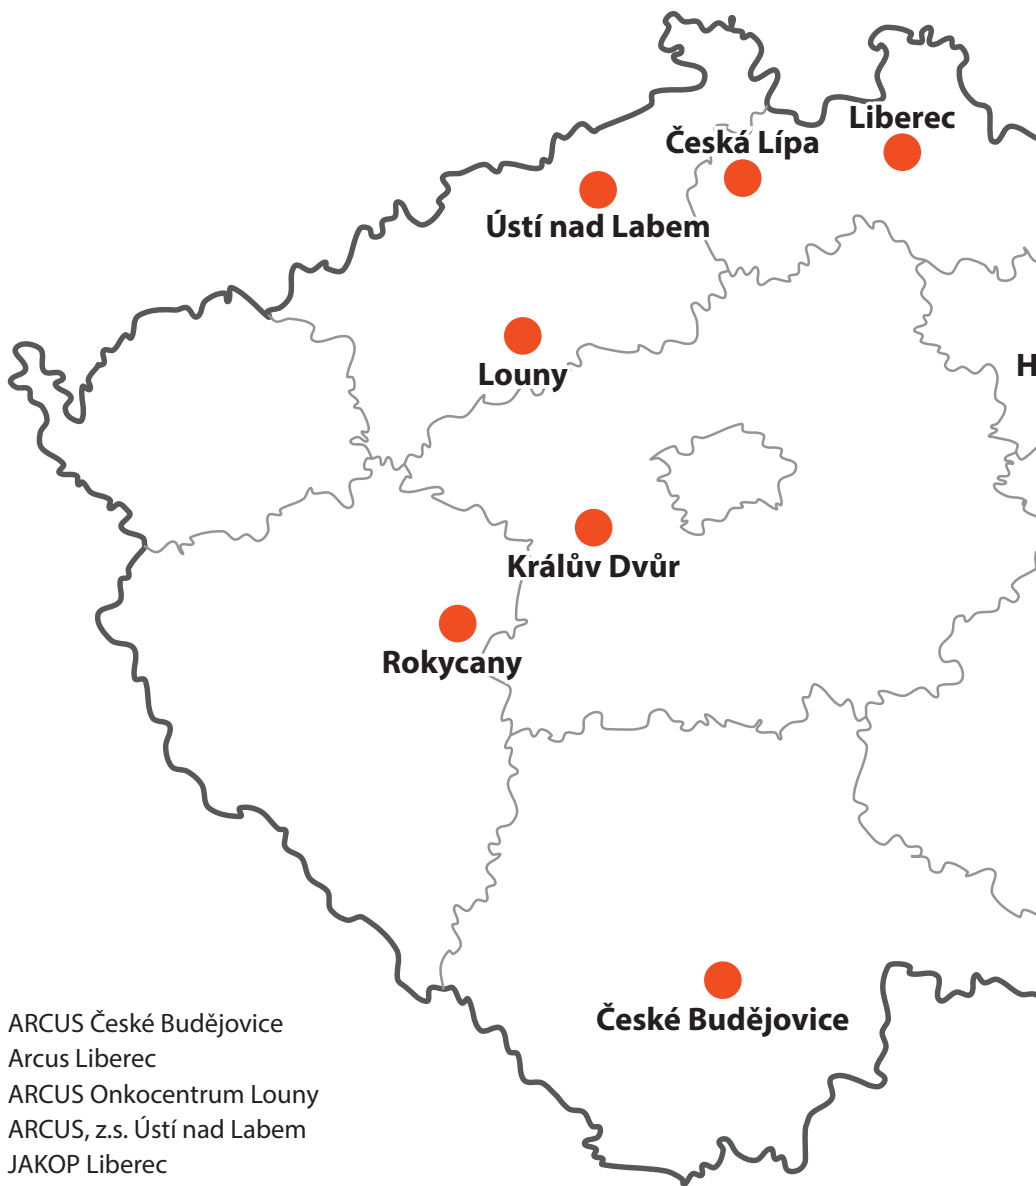 Liberec
Česká Lípa
Ústí nad Labem
Louny
H
Králův Dvůr
Rokycany
České Budějovice
ARCUS České Budějovice
Arcus Liberec
ARCUS Onkocentrum Louny
ARCUS, z.s. Ústí nad Labem
JAKOP Liberec